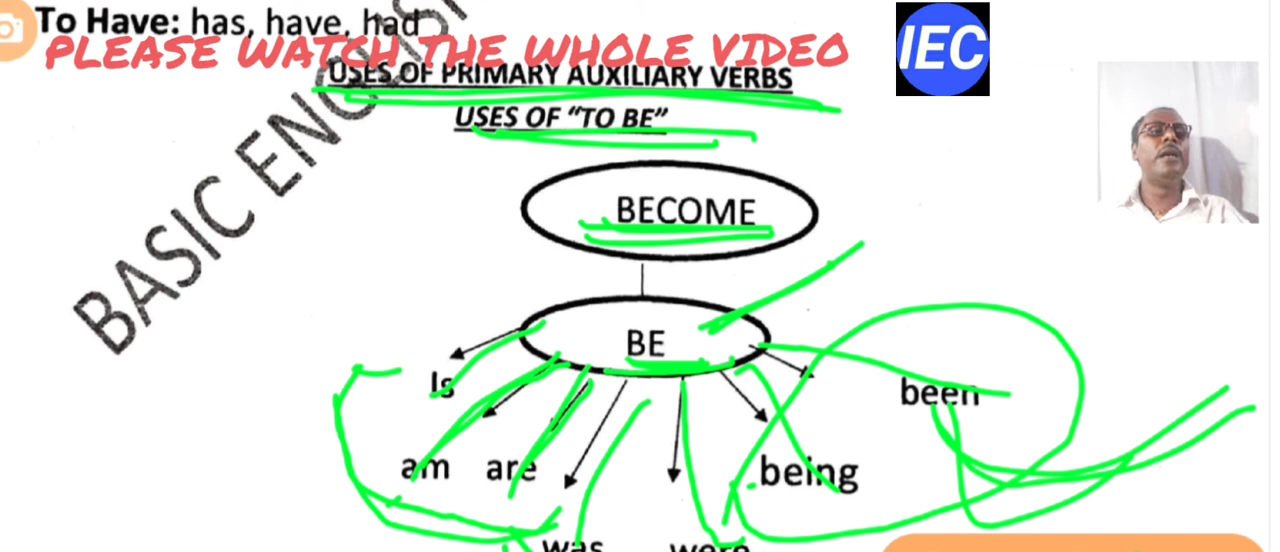 To Have: has, have, had
PLEASE WATCH THE WHOLE VIDEO
IEC
USES OF PRIMARY AUXILIARY VERBS
USES OF “TO BE”
BASIC ENGLISH
BECOME
BE
Is
been
am are
being
was were